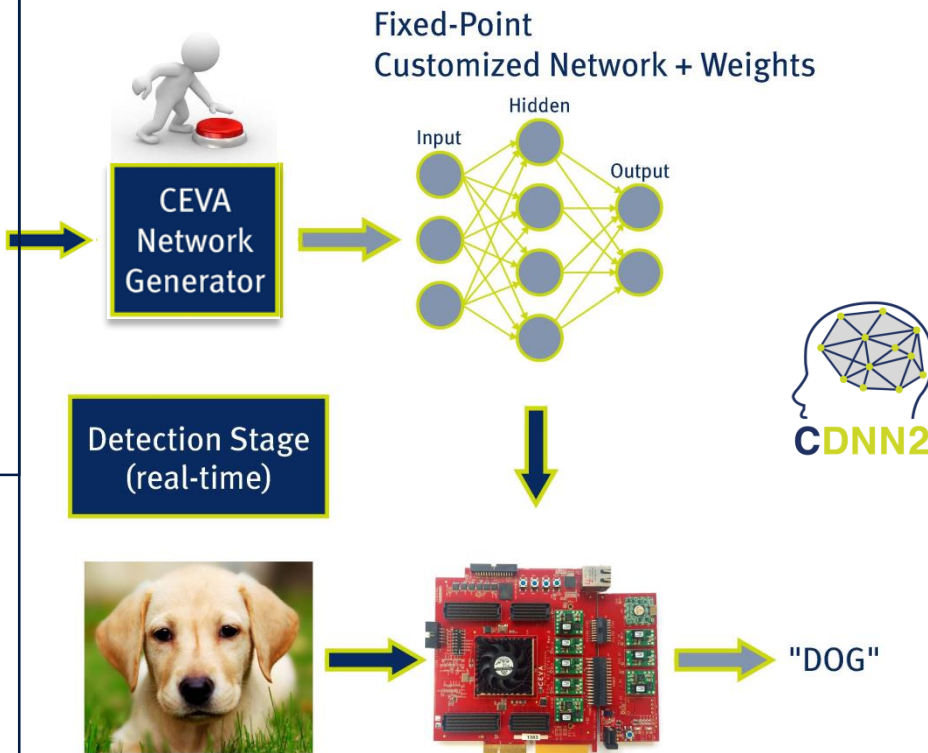 Fixed-Point
Customized Network + Weights
CEVA
Network
Generator
Input
Hidden
Output
CDNN2
Detection Stage
(real-time)
CEVA
"DOG"